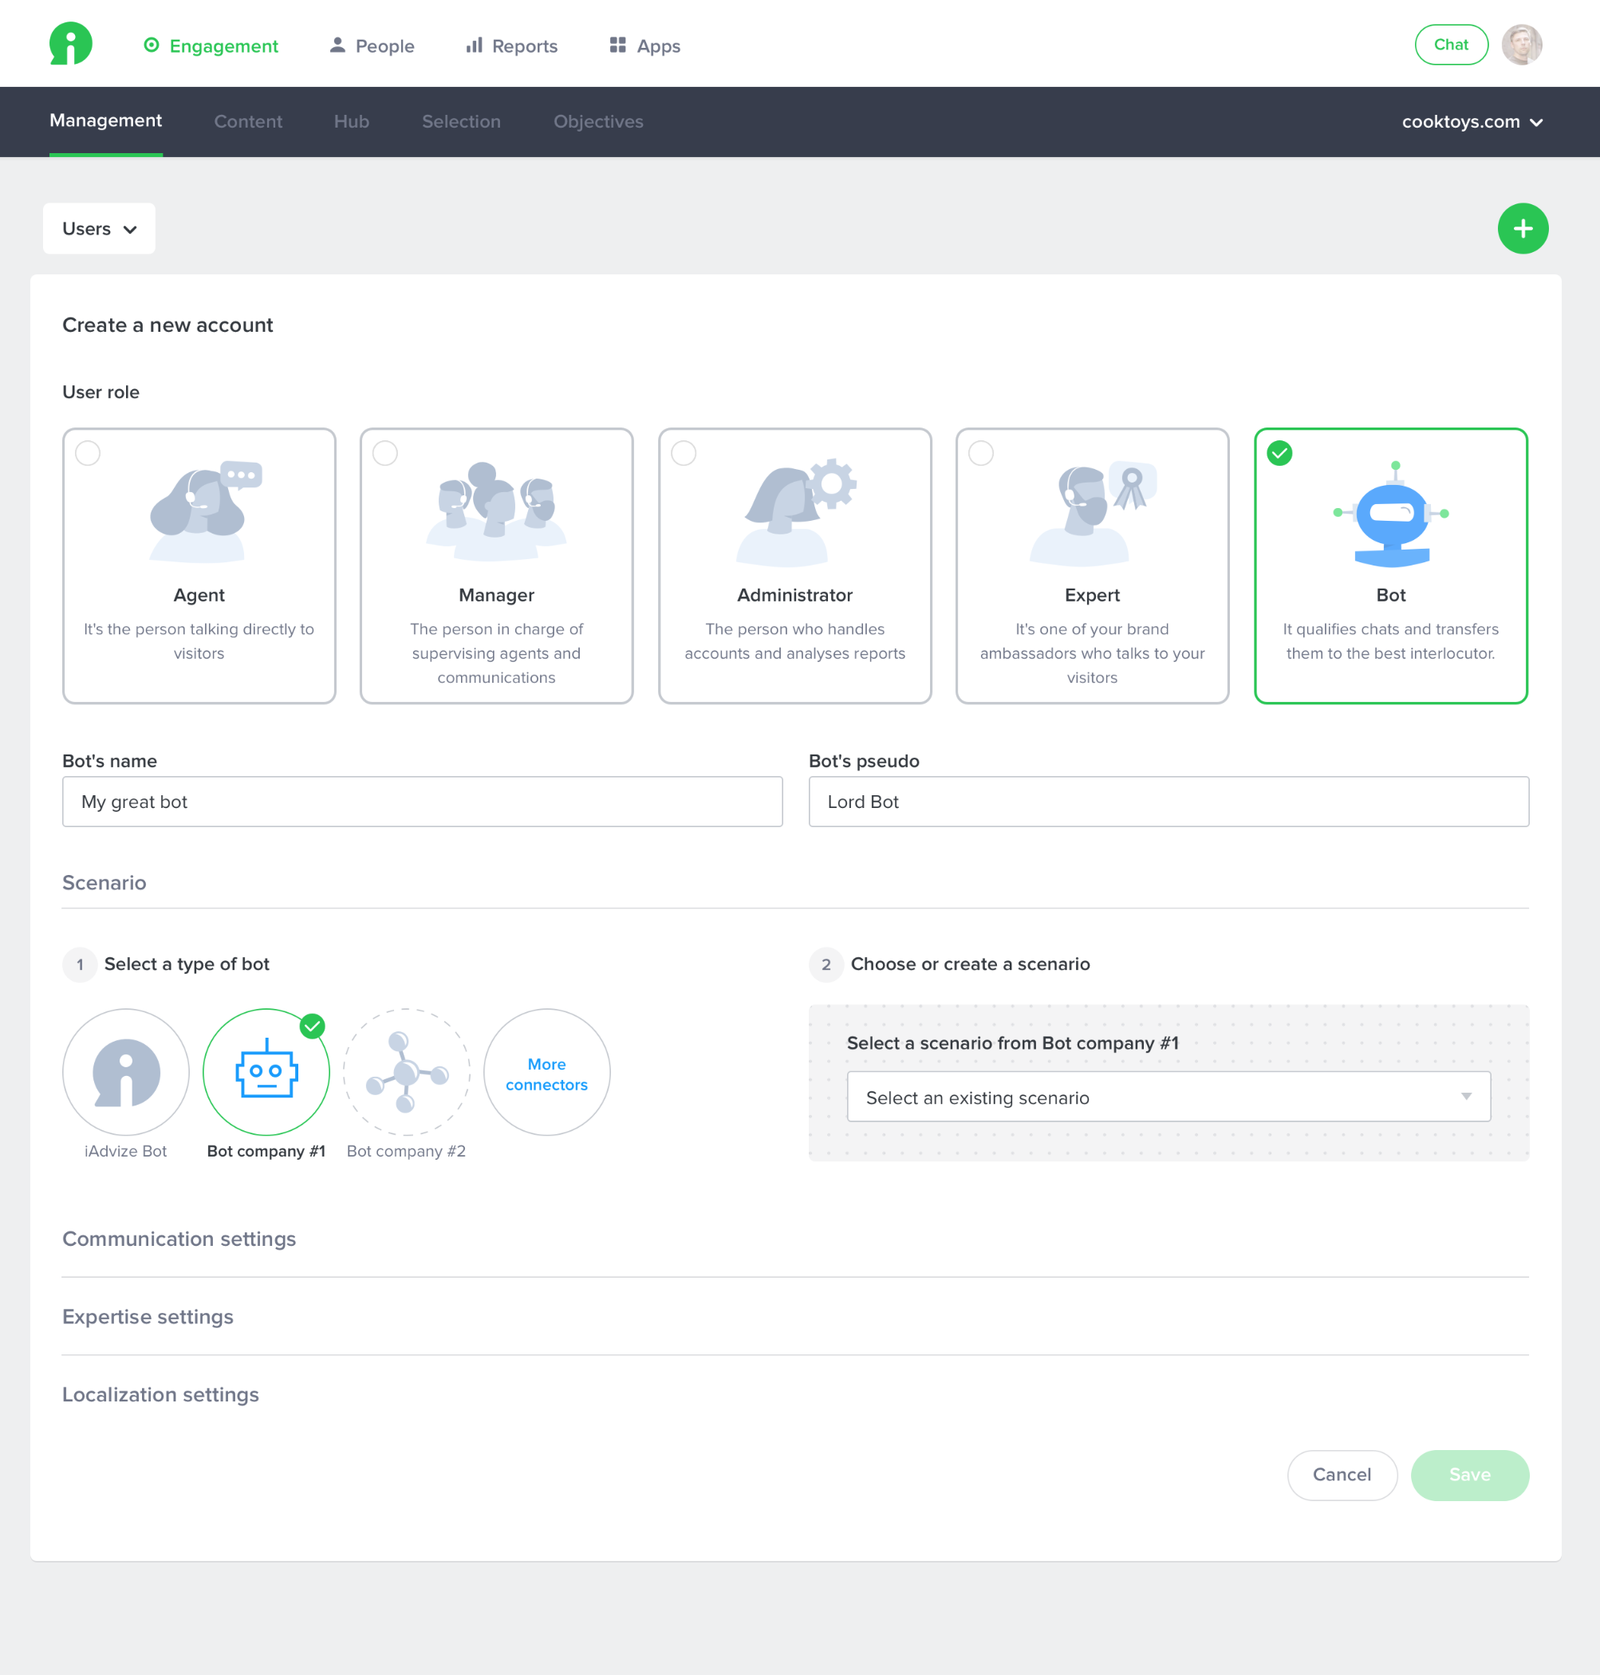 Engagement
People
Reports
Apps
Chat
Management
Content
Hub
Selection
Objectives
cooktoys.com
Users
Create a new account
User role
Agent
It's the person talking directly to
visitors
Manager
The person in charge of
supervising agents and
communications
Administrator
The person who handles
accounts and analyses reports
Expert
It's one of your brand
ambassadors who talks to your
visitors
Bot
It qualifies chats and transfers
them to the best interlocutor.
Bot's name
My great bot
Bot's pseudo
Lord Bot
Scenario
1 Select a type of bot
iAdvize Bot
Bot company #1
Bot company #2
More
connectors
2 Choose or create a scenario
Select a scenario from Bot company #1
Select an existing scenario
Communication settings
Expertise settings
Localization settings
Cancel
Save